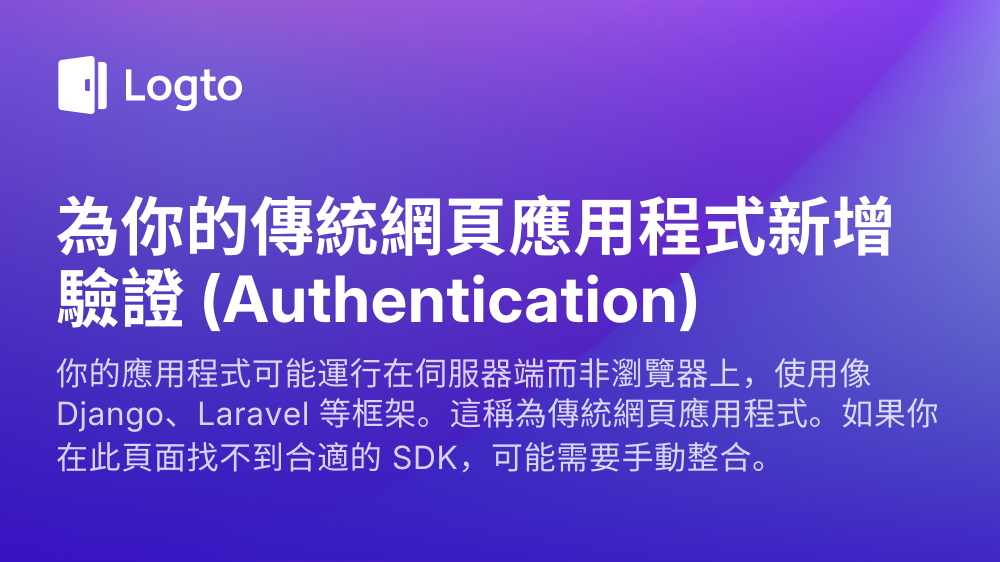 Logto
為你的傳統網頁應用程式新增
驗證 (Authentication)
你的應用程式可能運行在伺服器端而非瀏覽器上，使用像
Django、Laravel 等框架。這稱為傳統網頁應用程式。如果你
在此頁面找不到合適的 SDK，可能需要手動整合。